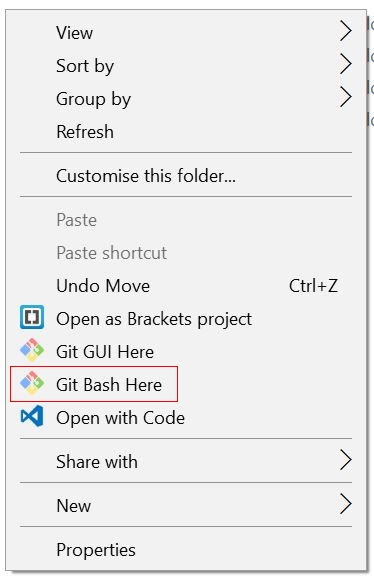 View
Sort by
Group by
Refresh
Customise this folder...
Paste
Paste shortcut
Undo Move Ctrl+Z
Open as Brackets project
Git GUI Here
Git Bash Here
Open with Code
Share with
New
Properties